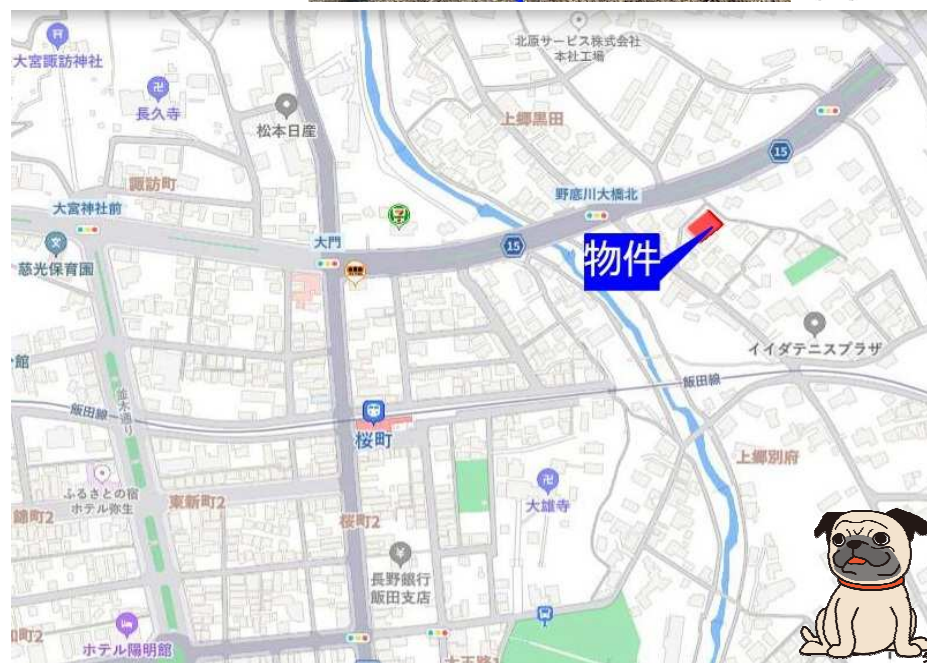 北原サービス株式会社
本社工場
大宮諏訪神社
長久寺
松本日産
上郷黒田
15
諏訪町
野底川大橋北
大宮神社前
大門
15
物件
慈光保育園
イイダテニスプラザ
館
飯田線
飯田線
並木通り
桜町
上郷別府
ふるさとの宿
ホテル弥生
大雄寺
東新町2
錦町2
桜町2
長野銀行
飯田支店
町2
ホテル陽明館